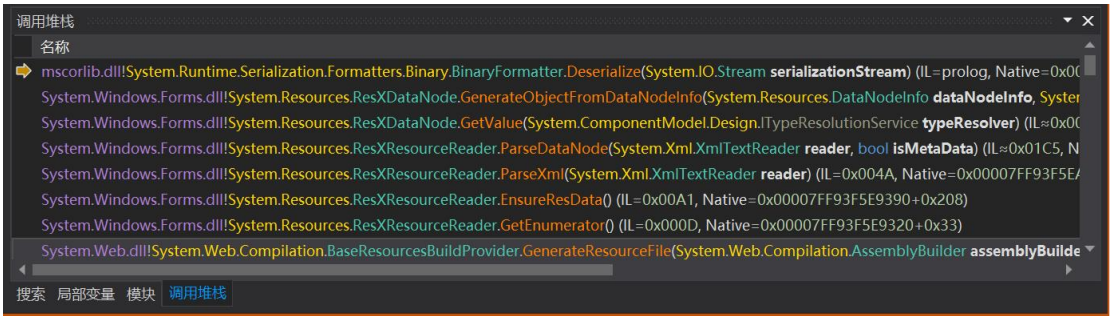 调用堆栈
名称
mscorlib.dll!System.Runtime.Serialization.Formatters.Binary.BinaryFormatter.Deserialize(System.IO.Stream serializationStream) (IL=prolog, Native=0x00
System.Windows.Forms.dll!System.Resources.ResXDataNode.GenerateObjectFromDataNodeInfo(System.Resources.DataNodeInfo dataNodeInfo, System
System.Windows.Forms.dll!System.Resources.ResXDataNode.GetValue(System.ComponentModel.Design.ITypeResolutionService typeResolver) (IL≈0x00
System.Windows.Forms.dll!System.Resources.ResXResourceReader.ParseDataNode(System.Xml.XmlTextReader reader, bool isMetaData) (IL≈0x01C5, N
System.Windows.Forms.dll!System.Resources.ResXResourceReader.ParseXml(System.Xml.XmlTextReader reader) (IL=0x004A, Native=0x00007FF93F5EA
System.Windows.Forms.dll!System.Resources.ResXResourceReader.EnsureResData() (IL=0x00A1, Native=0x00007FF93F5E9390+0x208)
System.Windows.Forms.dll!System.Resources.ResXResourceReader.GetEnumerator() (IL=0x000D, Native=0x00007FF93F5E9320+0x33)
System.Web.dll!System.Web.Compilation.BaseResourcesBuildProvider.GenerateResourceFile(System.Web.Compilation.AssemblyBuilder assemblyBuilde
搜索 局部变量 模块 调用堆栈